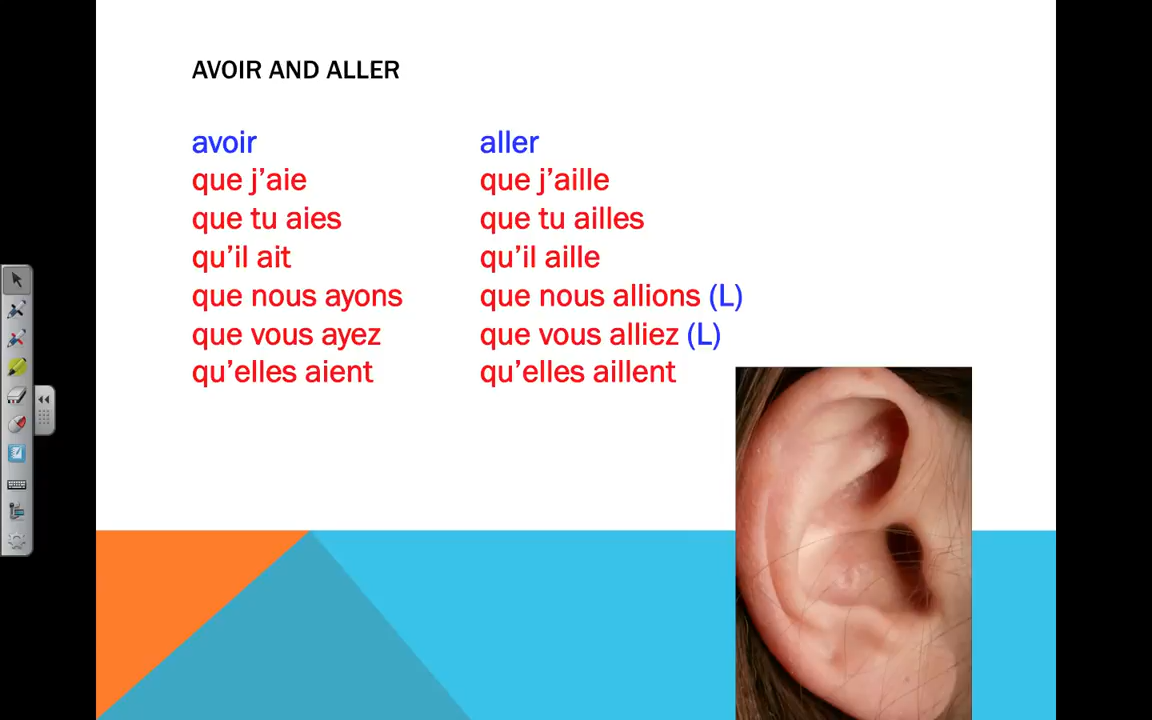 AVOIR AND ALLER
avoir
que j’aie
que tu aies
qu’il ait
que nous ayons
que vous ayez
qu’elles aient
aller
que j’aille
que tu ailles
qu’il aille
que nous allions (L)
que vous alliez (L)
qu’elles aillent